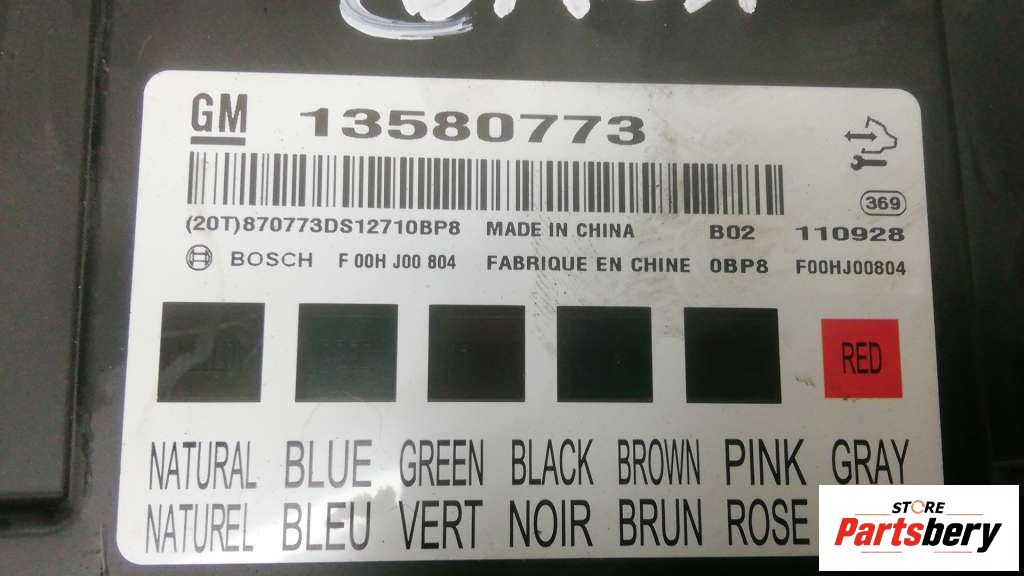 GM 13580773
369
(20T)870773DS12710BP8 MADE IN CHINA B02 110928
BOSCH F 00H J00 804 FABRIQUE EN CHINE 0BP8 F00HJ00804
RED
NATURAL BLUE GREEN BLACK BROWN PINK GRAY
NATUREL BLEU VERT NOIR BRUN ROSE
STORE
Partsbery